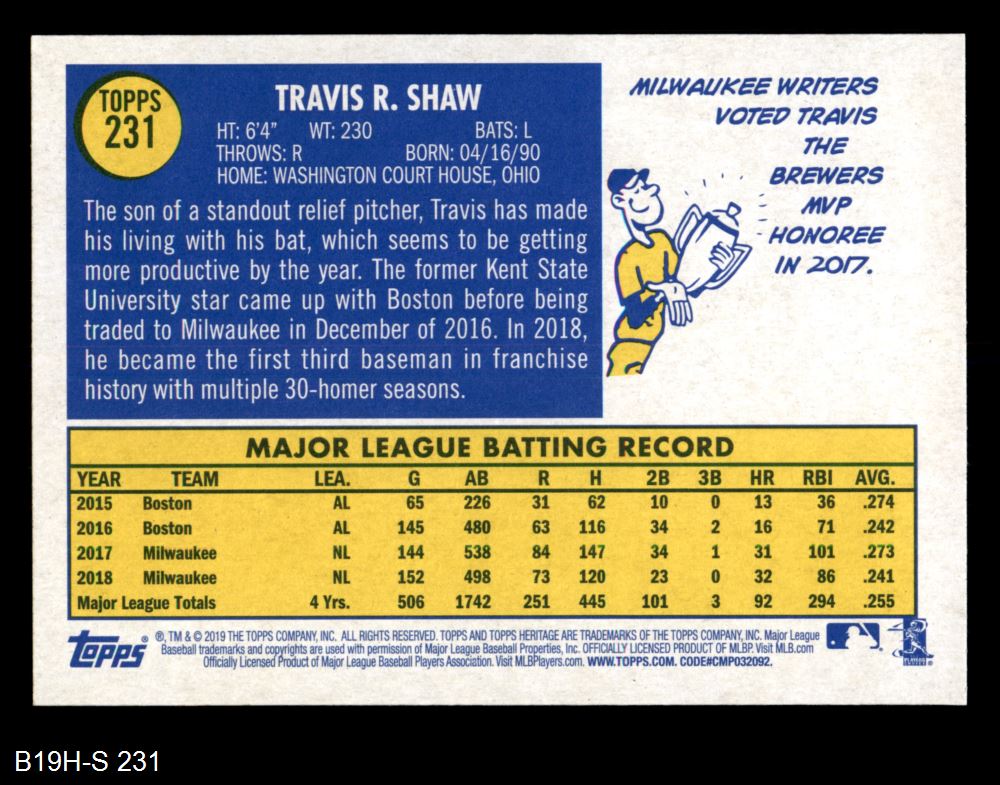 TOPPS
231
TRAVIS R. SHAW
HT: 6'4" WT: 230 BATS: L
THROWS: R BORN: 04/16/90
HOME: WASHINGTON COURT HOUSE, OHIO
The son of a standout relief pitcher, Travis has made
his living with his bat, which seems to be getting
more productive by the year. The former Kent State
University star came up with Boston before being
traded to Milwaukee in December of 2016. In 2018,
he became the first third baseman in franchise
history with multiple 30-homer seasons.
MILWAUKEE WRITERS
VOTED TRAVIS
THE
BREWERS
MVP
HONOREE
IN 2017.
MAJOR LEAGUE BATTING RECORD
YEAR TEAM LEA. G AB R H 2B 3B HR RBI AVG.
2015 Boston AL 65 226 31 62 10 0 13 36 .274
2016 Boston AL 145 480 63 116 34 2 16 71 .242
2017 Milwaukee NL 144 538 84 147 34 1 31 101 .273
2018 Milwaukee NL 152 498 73 120 23 0 32 86 .241
Major League Totals 4 Yrs. 506 1742 251 445 101 3 92 294 .255
Topps ® ®, TM & © 2019 THE TOPPS COMPANY, INC. ALL RIGHTS RESERVED. TOPPS AND TOPPS HERITAGE ARE TRADEMARKS OF THE TOPPS COMPANY, INC. Major League
Baseball trademarks and copyrights are used with permission of Major League Baseball Properties, Inc. OFFICIALLY LICENSED PRODUCT OF MLBP. Visit MLB.com
Officially Licensed Product of Major League Baseball Players Association. Visit MLBPlayers.com. WWW.TOPPS.COM. CODE#CMP032092.
B19H-S 231